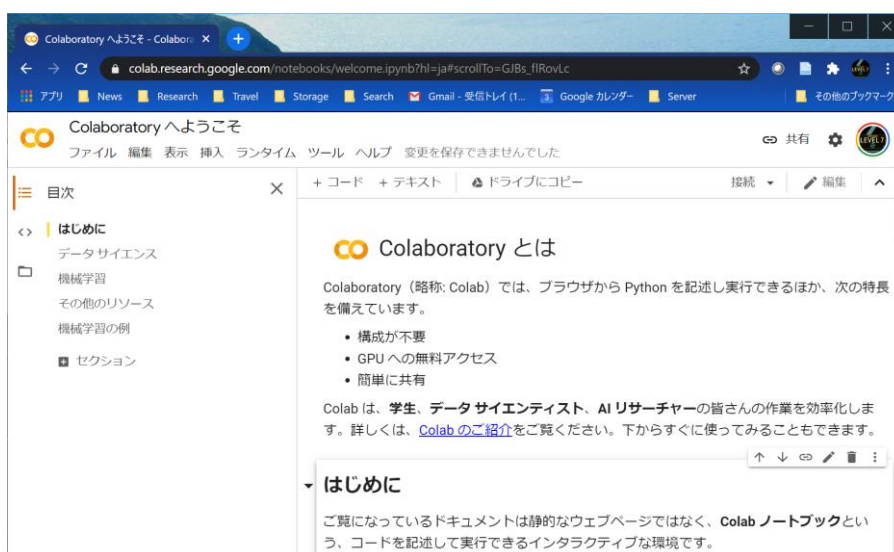 Colaboratory へようこそ - Colabor
colab.research.google.com/notebooks/welcome.ipynb?hl=ja#scrollTo=GJBs_flRovLc
アプリ News Research Travel Storage Search Gmail - 受信トレイ (1... Google カレンダー Server その他のブックマーク
Colaboratory へようこそ
共有
ファイル 編集 表示 挿入 ランタイム ツール ヘルプ 変更を保存できませんでした
目次
+ コード + テキスト ドライブにコピー 接続 編集
はじめに
データ サイエンス
機械学習
その他のリソース
機械学習の例
セクション
Colaboratory とは
Colaboratory（略称: Colab）では、ブラウザから Python を記述し実行できるほか、次の特長
を備えています。
• 構成が不要
• GPU への無料アクセス
• 簡単に共有
Colab は、学生、データ サイエンティスト、AI リサーチャーの皆さんの作業を効率化しま
す。詳しくは、Colab のご紹介をご覧ください。下からすぐに使ってみることもできます。
はじめに
ご覧になっているドキュメントは静的なウェブページではなく、Colab ノートブックとい
う、コードを記述して実行できるインタラクティブな環境です。